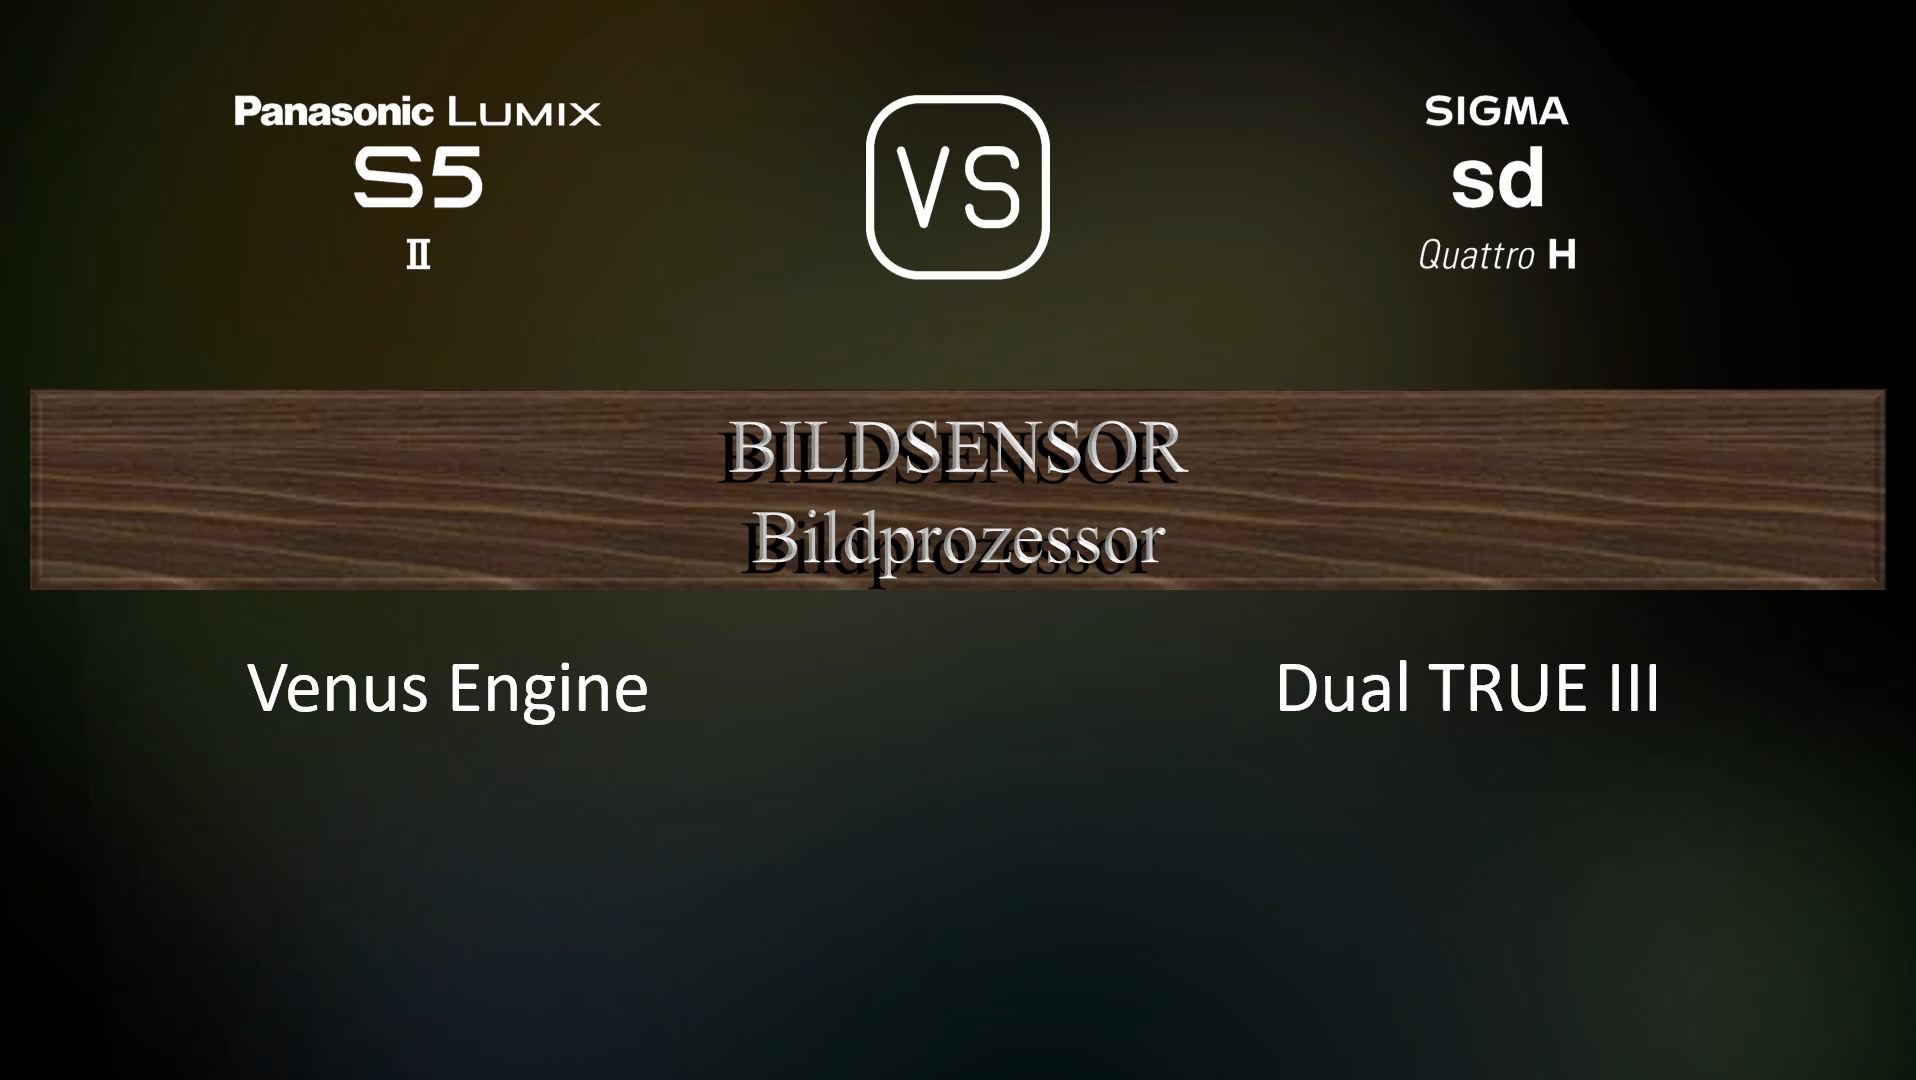 Panasonic LUMIX
S5
II
VS
SIGMA
sd
Quattro H
BILDSENSOR
Bildprozessor
Venus Engine
Dual TRUE III